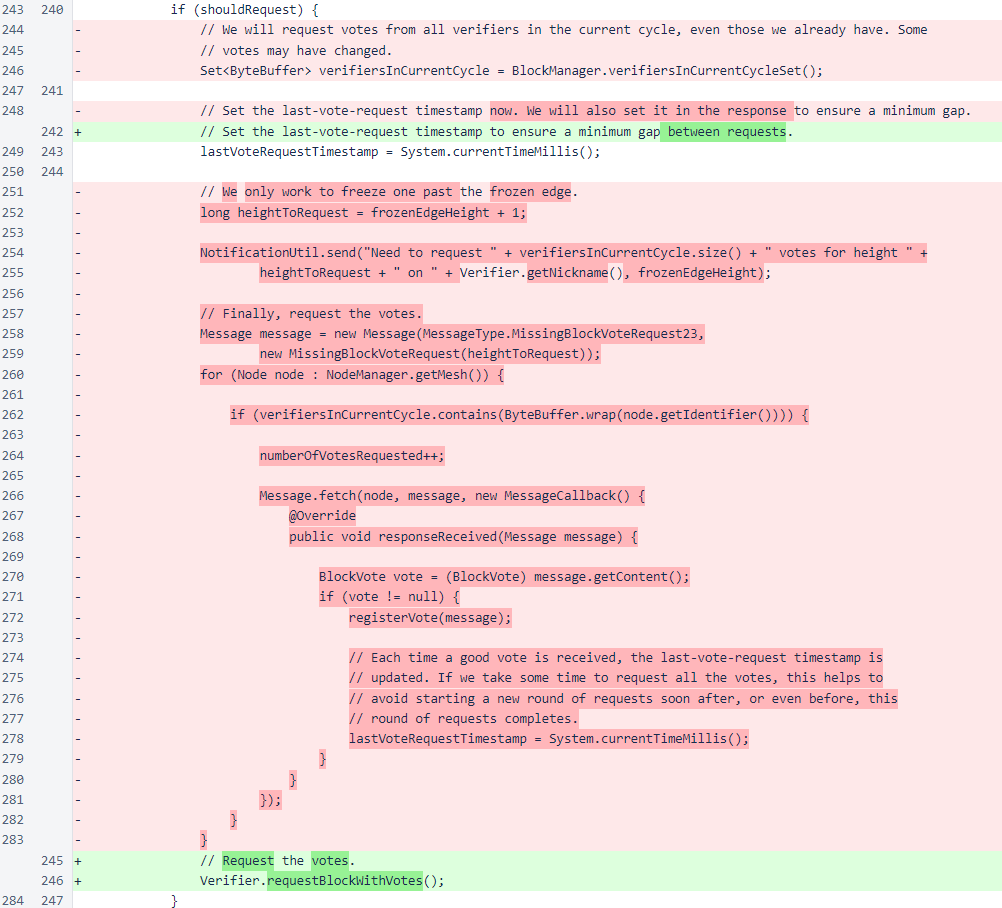 243 240 if (shouldRequest) {
244 - // We will request votes from all verifiers in the current cycle, even those we already have. Some
245 - // votes may have changed.
246 - Set<ByteBuffer> verifiersInCurrentCycle = BlockManager.verifiersInCurrentCycleSet();
247 241
248 - // Set the last-vote-request timestamp now. We will also set it in the response to ensure a minimum gap.
242 + // Set the last-vote-request timestamp to ensure a minimum gap between requests.
249 243 lastVoteRequestTimestamp = System.currentTimeMillis();
250 244
251 - // We only work to freeze one past the frozen edge.
252 - long heightToRequest = frozenEdgeHeight + 1;
253 -
254 - NotificationUtil.send("Need to request " + verifiersInCurrentCycle.size() + " votes for height " +
255 - heightToRequest + " on " + Verifier.getNickname(), frozenEdgeHeight);
256 -
257 - // Finally, request the votes.
258 - Message message = new Message(MessageType.MissingBlockVoteRequest23,
259 - new MissingBlockVoteRequest(heightToRequest));
260 - for (Node node : NodeManager.getMesh()) {
261 -
262 - if (verifiersInCurrentCycle.contains(ByteBuffer.wrap(node.getIdentifier()))) {
263 -
264 - numberOfVotesRequested++;
265 -
266 - Message.fetch(node, message, new MessageCallback() {
267 - @Override
268 - public void responseReceived(Message message) {
269 -
270 - BlockVote vote = (BlockVote) message.getContent();
271 - if (vote != null) {
272 - registerVote(message);
273 -
274 - // Each time a good vote is received, the last-vote-request timestamp is
275 - // updated. If we take some time to request all the votes, this helps to
276 - // avoid starting a new round of requests soon after, or even before, this
277 - // round of requests completes.
278 - lastVoteRequestTimestamp = System.currentTimeMillis();
279 - }
280 - }
281 - });
282 - }
283 - }
245 + // Request the votes.
246 + Verifier.requestBlockWithVotes();
284 247 }